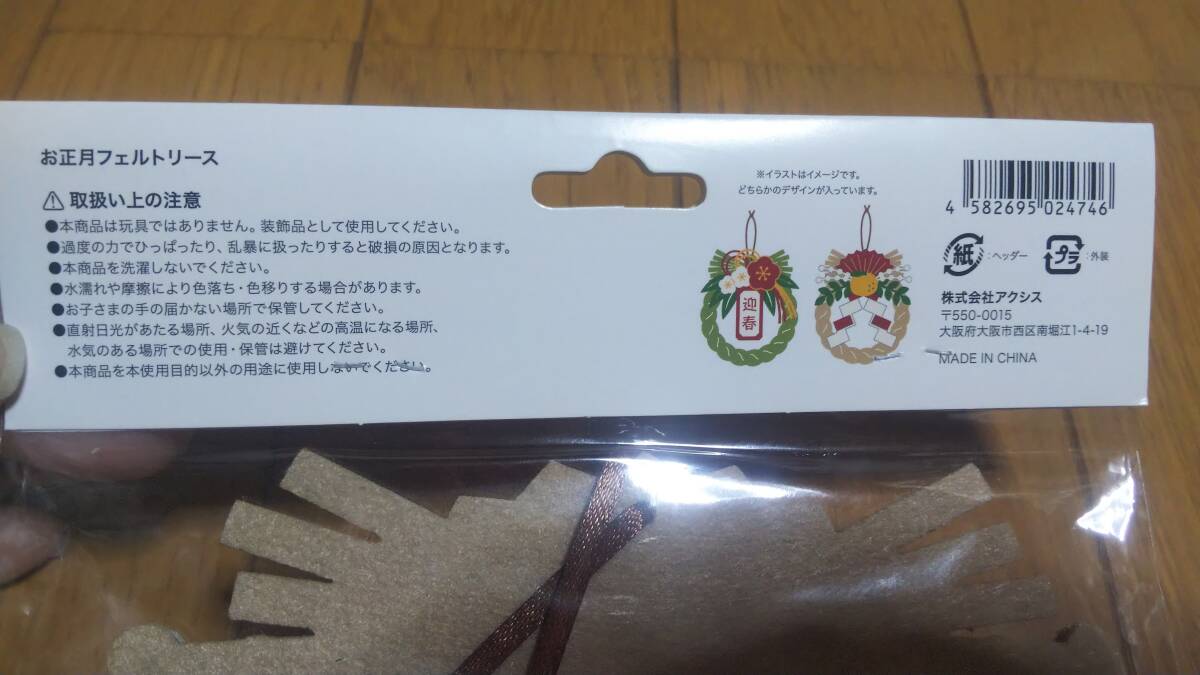 お正月フェルトリース
取扱い上の注意
●本商品は玩具ではありません。装飾品として使用してください。
●過度の力でひっぱったり、乱暴に扱ったりすると破損の原因となります。
●本商品を洗濯しないでください。
●水濡れや摩擦により色落ち・色移りする場合があります。
●お子さまの手の届かない場所で保管してください。
●直射日光があたる場所、火気の近くなどの高温になる場所、
水気のある場所での使用・保管は避けてください。
●本商品を本使用目的以外の用途に使用しないでください。
※イラストはイメージです。
どちらかのデザインが入っています。
迎春
4 582695 024746
紙 : ヘッダー
プラ : 外装
株式会社アクシス
〒550-0015
大阪府大阪市西区南堀江1-4-19
MADE IN CHINA